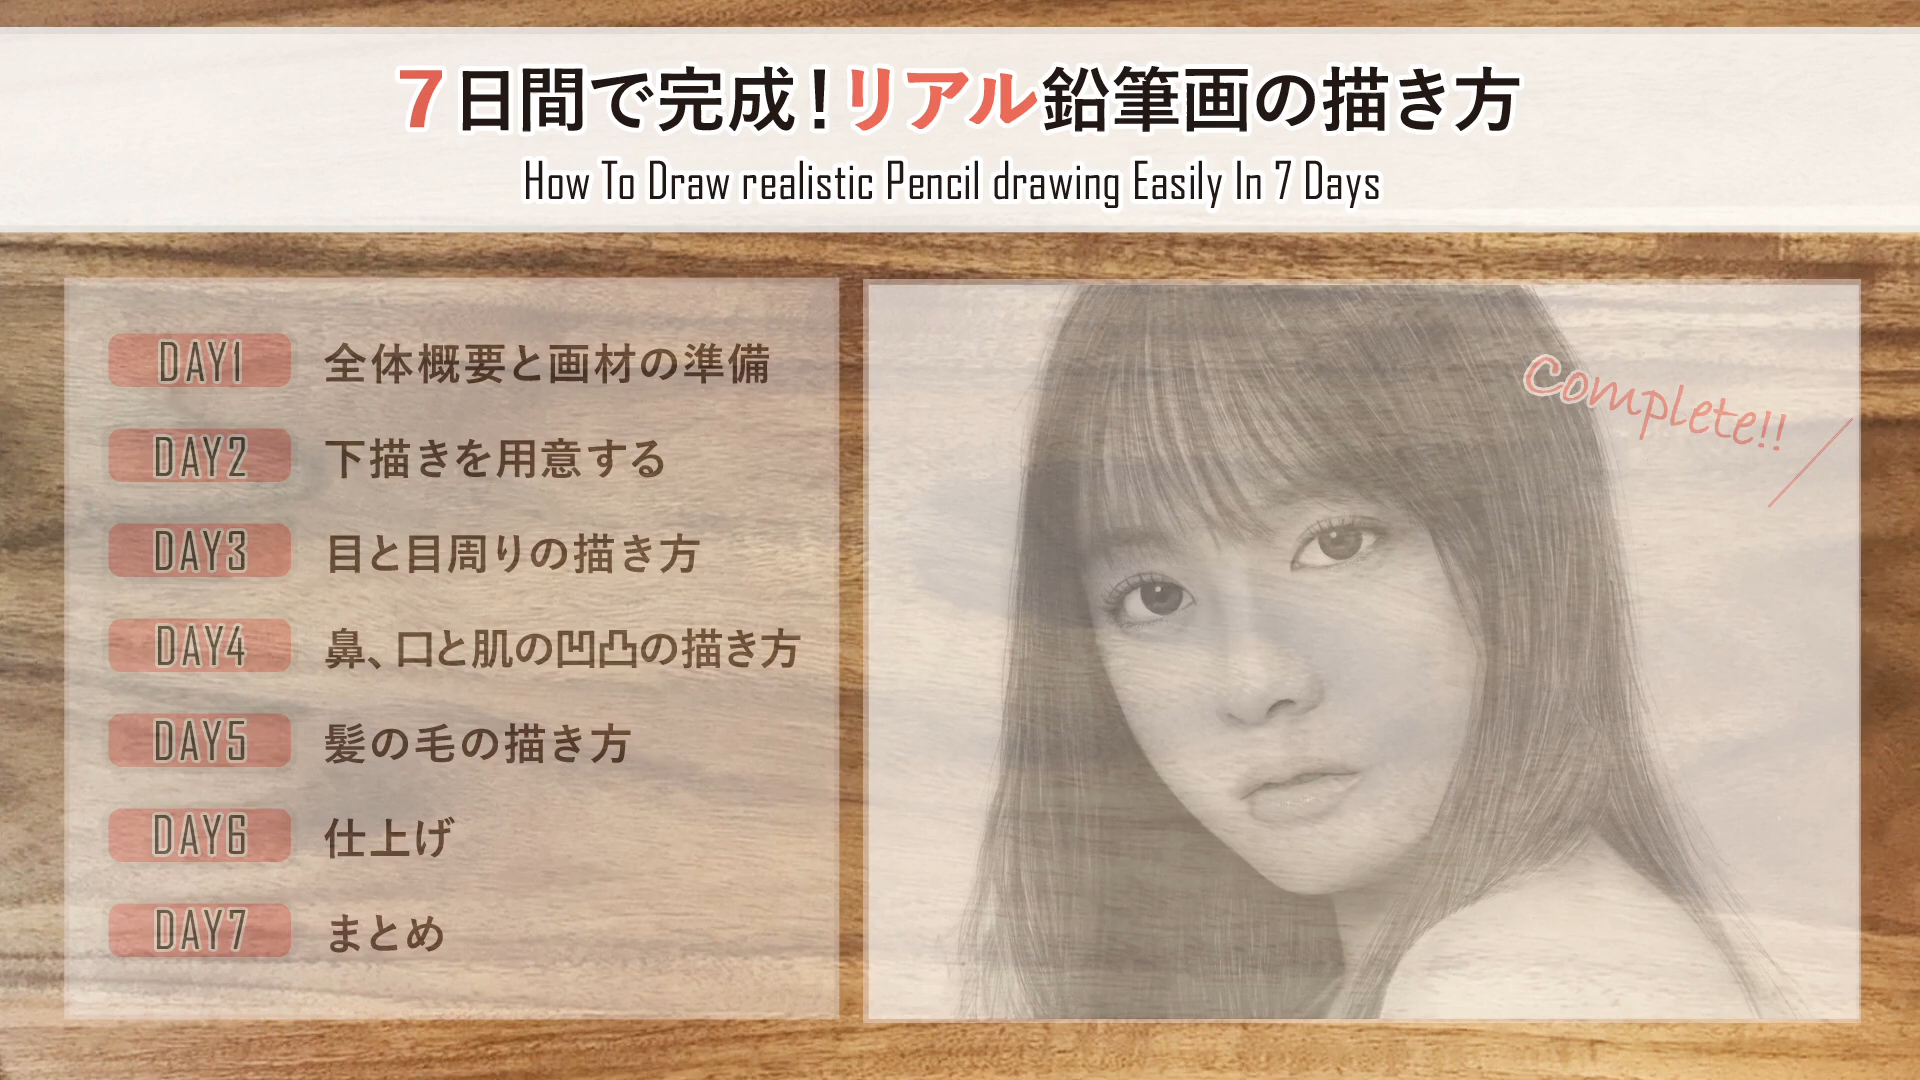 7日間で完成！リアル鉛筆画の描き方
How To Draw realistic Pencil drawing Easily In 7 Days
DAY1 全体概要と画材の準備
DAY2 下描きを用意する
DAY3 目と目周りの描き方
DAY4 鼻、口と肌の凹凸の描き方
DAY5 髪の毛の描き方
DAY6 仕上げ
DAY7 まとめ
Complete!!